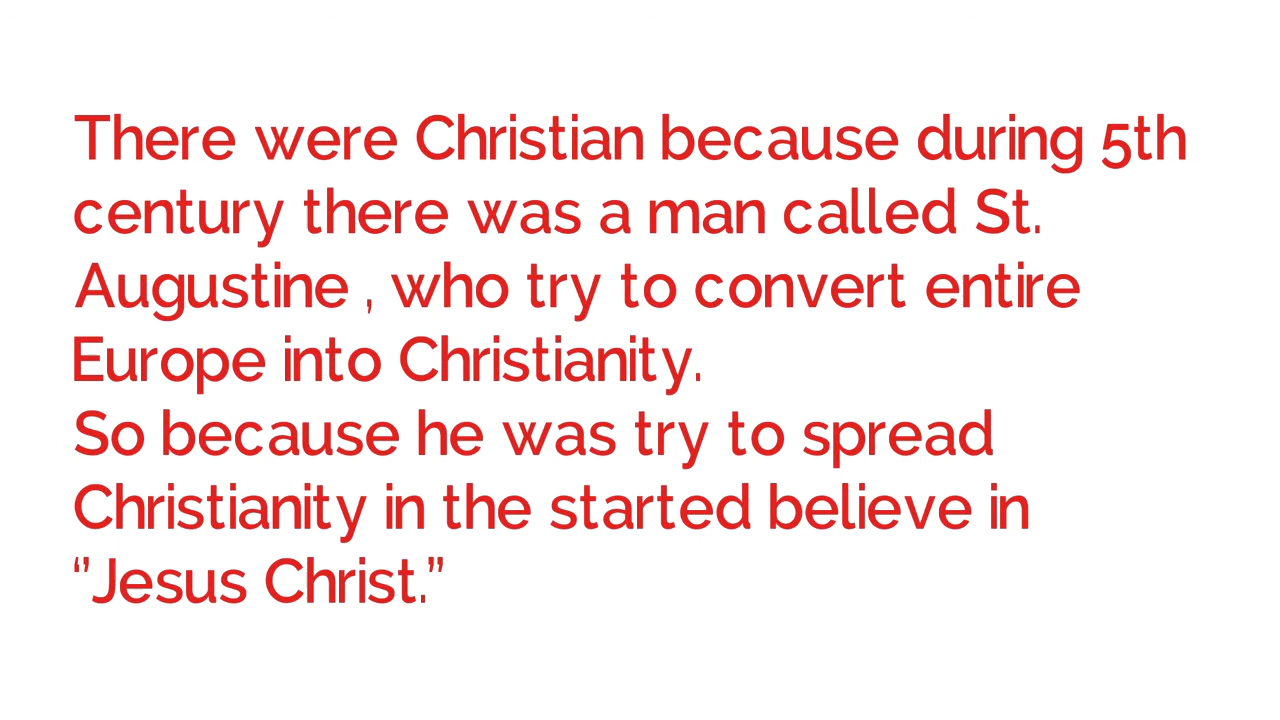 There were Christian because during 5th
century there was a man called St.
Augustine , who try to convert entire
Europe into Christianity.
So because he was try to spread
Christianity in the started believe in
“Jesus Christ.”